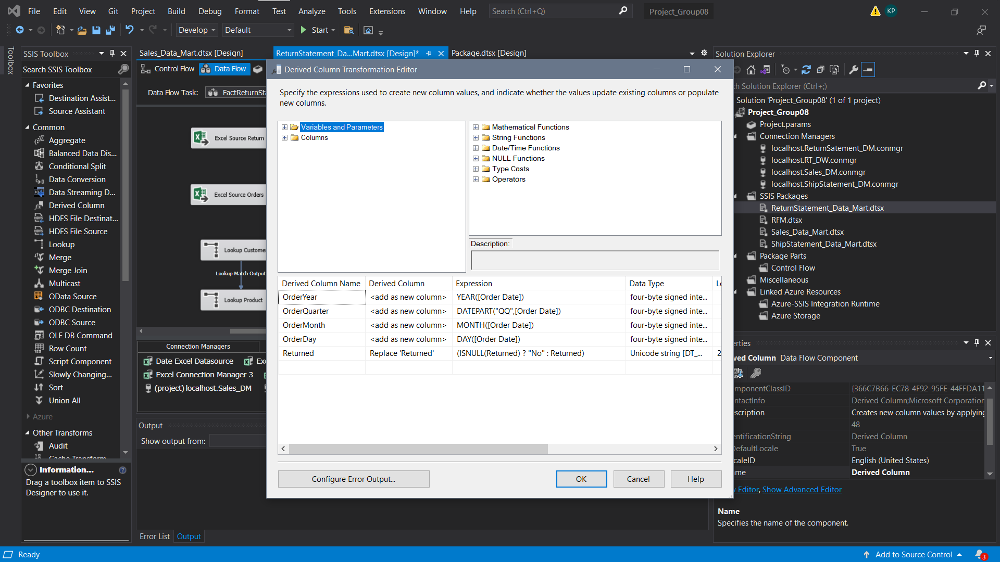 File Edit View Git Project Build Debug Format Test Analyze Tools Extensions Window Help Search (Ctrl+Q) Project_Group08 KP
Develop Default Start
Toolbox
SSIS Toolbox
Search SSIS Toolbox
Favorites
Destination Assist...
Source Assistant
Common
Aggregate
Balanced Data Dis...
Conditional Split
Data Conversion
Data Streaming D...
Derived Column
HDFS File Destinat...
HDFS File Source
Lookup
Merge
Merge Join
Multicast
OData Source
ODBC Destination
ODBC Source
OLE DB Command
Row Count
Script Component
Slowly Changing...
Sort
Union All
Azure
Other Transforms
Audit
Cache Transform
Information...
Drag a toolbox item to SSIS
Designer to use it.
Sales_Data_Mart.dtsx [Design] ReturnStatement_Da...Mart.dtsx [Design]* Package.dtsx [Design]
Control Flow Data Flow
Data Flow Task: FactReturnSta
Excel Source Return
Excel Source Orders
Lookup Custome
Lookup Match Output
Lookup Product
Connection Managers
Date Excel Datasource Exc
Excel Connection Manager 3
(project) localhost.Sales_DM
Output
Show output from:
Error List Output
Derived Column Transformation Editor
Specify the expressions used to create new column values, and indicate whether the values update existing columns or populate
new columns.
Variables and Parameters
Columns
Mathematical Functions
String Functions
Date/Time Functions
NULL Functions
Type Casts
Operators
Description:
Derived Column Name Derived Column Expression Data Type Le
OrderYear <add as new column> YEAR([Order Date]) four-byte signed inte...
OrderQuarter <add as new column> DATEPART("QQ",[Order Date]) four-byte signed inte...
OrderMonth <add as new column> MONTH([Order Date]) four-byte signed inte...
OrderDay <add as new column> DAY([Order Date]) four-byte signed inte...
Returned Replace 'Returned' (ISNULL(Returned) ? "No" : Returned) Unicode string [DT_... 2
Configure Error Output... OK Cancel Help
Solution Explorer
ch Solution Explorer (Ctrl+;)
Solution 'Project_Group08' (1 of 1 project)
Project_Group08
Project.params
Connection Managers
localhost.ReturnSatement_DM.conmgr
localhost.RT_DW.conmgr
localhost.Sales_DM.conmgr
localhost.ShipStatement_DM.conmgr
SSIS Packages
ReturnStatement_Data_Mart.dtsx
RFM.dtsx
Sales_Data_Mart.dtsx
ShipStatement_Data_Mart.dtsx
Package Parts
Control Flow
Miscellaneous
Linked Azure Resources
Azure-SSIS Integration Runtime
Azure Storage
erties
ved Column Data Flow Component
omponentClassID {366C7B66-EC78-4F92-95FE-44FFDA11
ntactInfo Derived Column;Microsoft Corporation
escription Creates new column values by applying
48
entificationString Derived Column
DefaultLocale True
caleID English (United States)
ame Derived Column
w Editor, Show Advanced Editor
Name
Specifies the name of the component.
Ready Add to Source Control 3